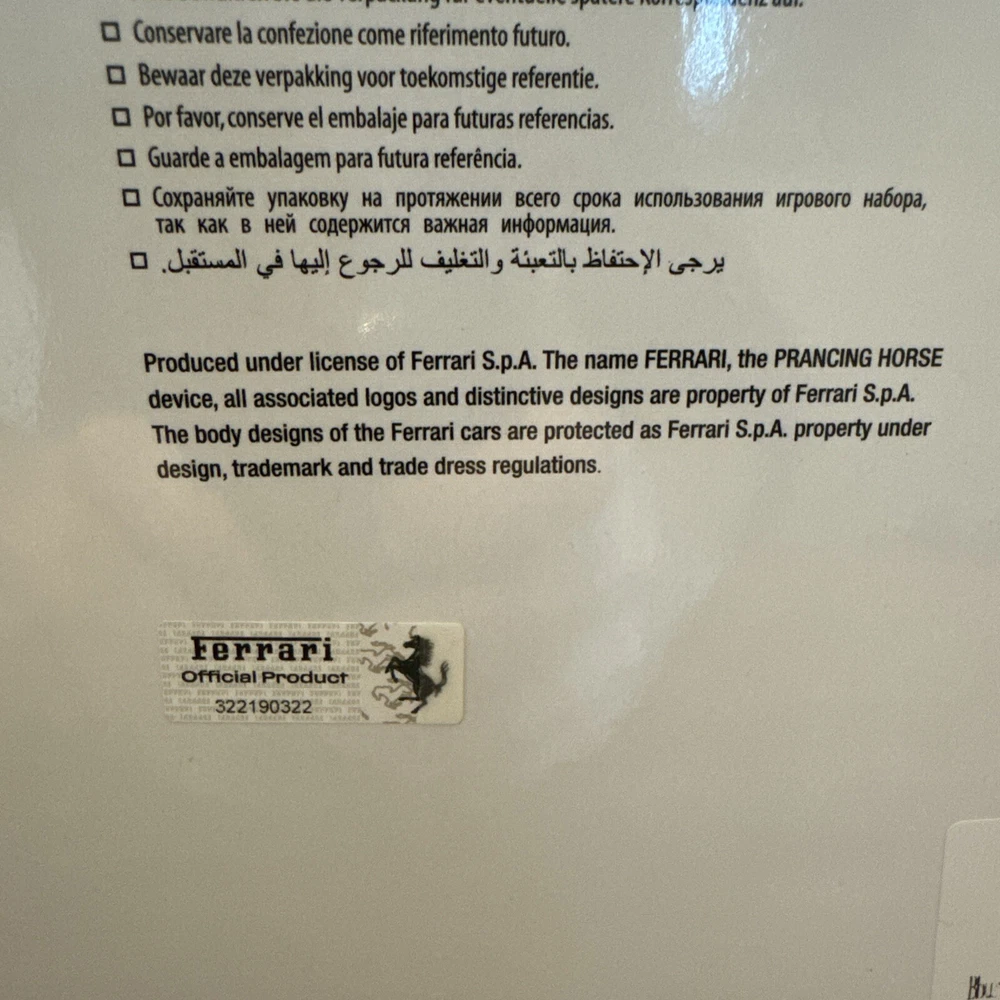 □ Conservare la confezione come riferimento futuro.
□ Bewaar deze verpakking voor toekomstige referentie.
□ Por favor, conserve el embalaje para futuras referencias.
□ Guarde a embalagem para futura referência.
□ Сохраняйте упаковку на протяжении всего срока использования игрового набора,
так как в ней содержится важная информация.
□ يرجى الإحتفاظ بالتعبئة والتغليف للرجوع إليها في المستقبل.
Produced under license of Ferrari S.p.A. The name FERRARI, the PRANCING HORSE
device, all associated logos and distinctive designs are property of Ferrari S.p.A.
The body designs of the Ferrari cars are protected as Ferrari S.p.A. property under
design, trademark and trade dress regulations.
Ferrari
Official Product
322190322